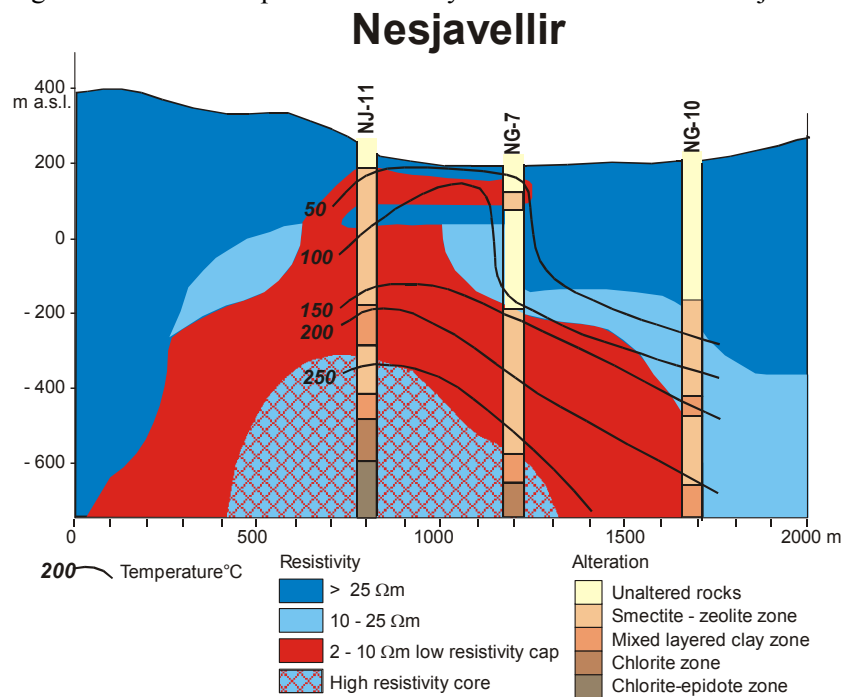 Nesjavellir
400
m a.s.l.
200
0
- 200
- 400
- 600
NJ-11
NG-7
NG-10
50
100
150
200
250
0 500 1000 1500 2000 m
200 Temperature°C
Resistivity
> 25 Ωm
10 - 25 Ωm
2 - 10 Ωm low resistivity cap
High resistivity core
Alteration
Unaltered rocks
Smectite - zeolite zone
Mixed layered clay zone
Chlorite zone
Chlorite-epidote zone